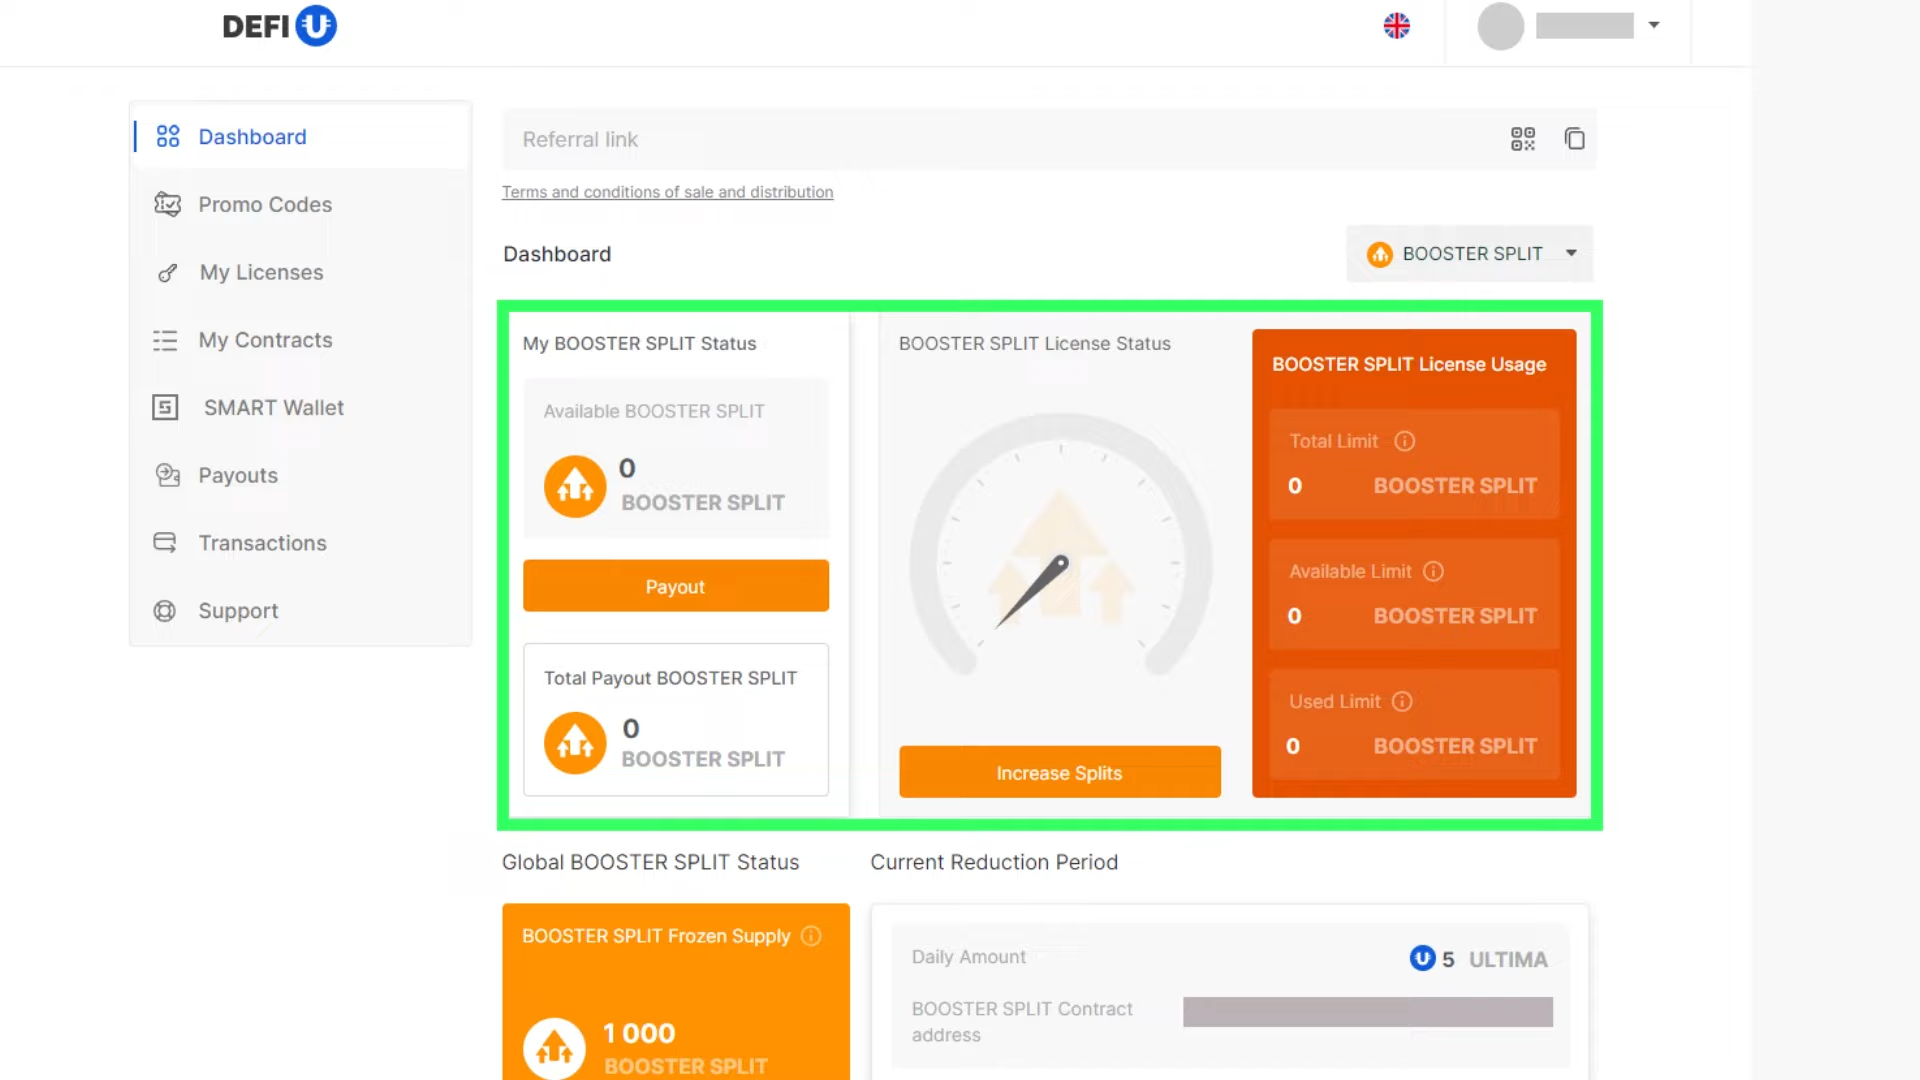 DEFI U
Dashboard
Promo Codes
My Licenses
My Contracts
SMART Wallet
Payouts
Transactions
Support
Referral link
Terms and conditions of sale and distribution
Dashboard
BOOSTER SPLIT
My BOOSTER SPLIT Status
Available BOOSTER SPLIT
0
BOOSTER SPLIT
Payout
Total Payout BOOSTER SPLIT
0
BOOSTER SPLIT
BOOSTER SPLIT License Status
Increase Splits
BOOSTER SPLIT License Usage
Total Limit
0 BOOSTER SPLIT
Available Limit
0 BOOSTER SPLIT
Used Limit
0 BOOSTER SPLIT
Global BOOSTER SPLIT Status
BOOSTER SPLIT Frozen Supply
1 000
BOOSTER SPLIT
Current Reduction Period
Daily Amount 5 ULTIMA
BOOSTER SPLIT Contract
address